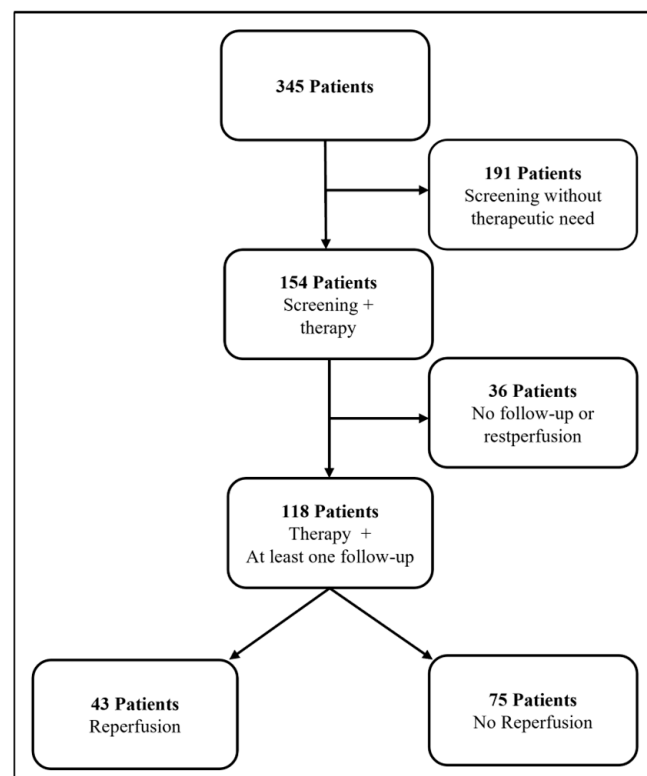 345 Patients
191 Patients
Screening without
therapeutic need
154 Patients
Screening +
therapy
36 Patients
No follow-up or
restperfusion
118 Patients
Therapy +
At least one follow-up
43 Patients
Reperfusion
75 Patients
No Reperfusion